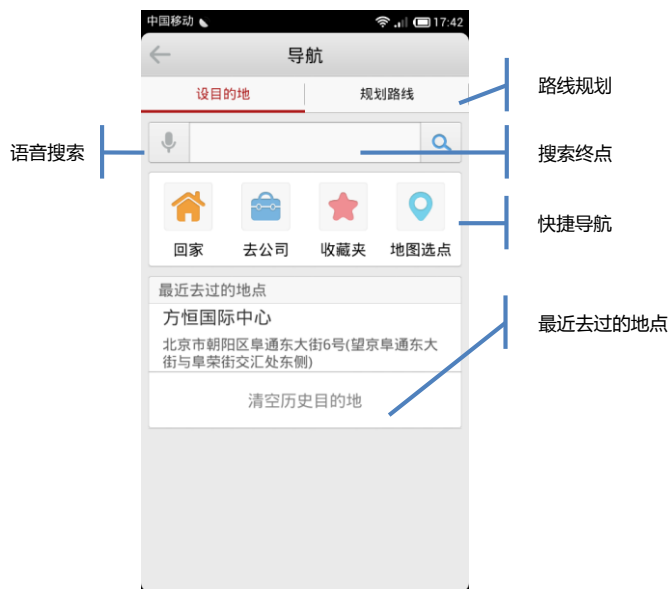 中国移动 17:42
导航
设目的地 规划路线
路线规划
语音搜索
搜索终点
回家 去公司 收藏夹 地图选点
快捷导航
最近去过的地点
方恒国际中心
北京市朝阳区阜通东大街6号(望京阜通东大
街与阜荣街交汇处东侧)
最近去过的地点
清空历史目的地